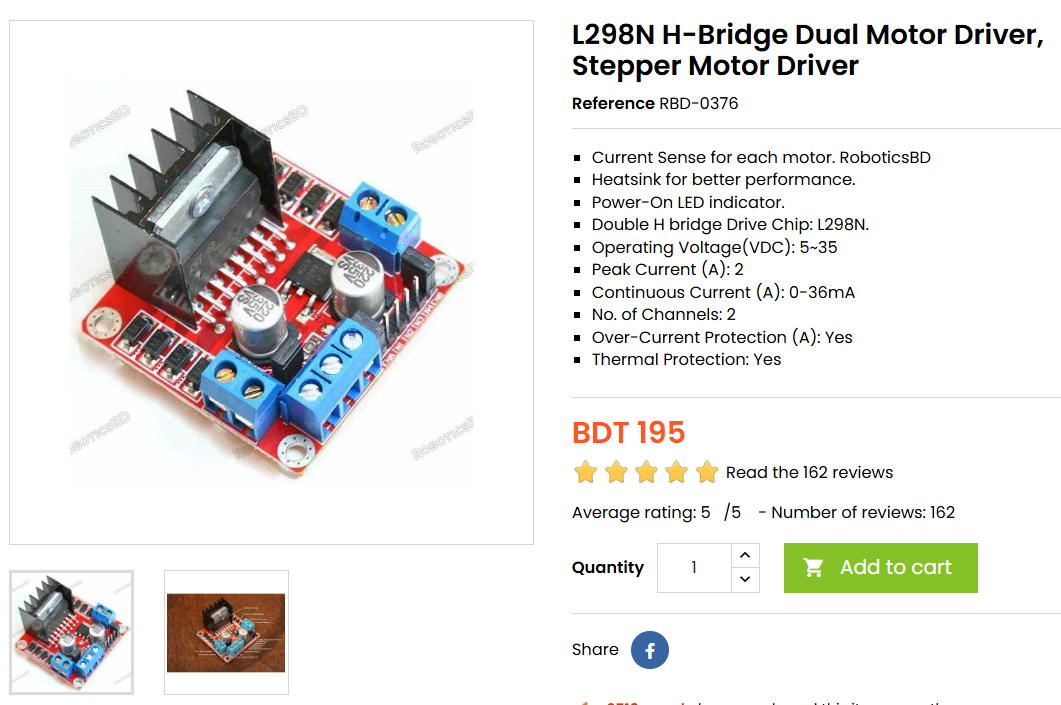 L298N H-Bridge Dual Motor Driver,
Stepper Motor Driver
Reference RBD-0376
Current Sense for each motor. RoboticsBD
Heatsink for better performance.
Power-On LED indicator.
Double H bridge Drive Chip: L298N.
Operating Voltage(VDC): 5~35
Peak Current (A): 2
Continuous Current (A): 0-36mA
No. of Channels: 2
Over-Current Protection (A): Yes
Thermal Protection: Yes
BDT 195
Read the 162 reviews
Average rating: 5 /5 - Number of reviews: 162
Quantity 1 Add to cart
Share
RoboticsBD
220
35V